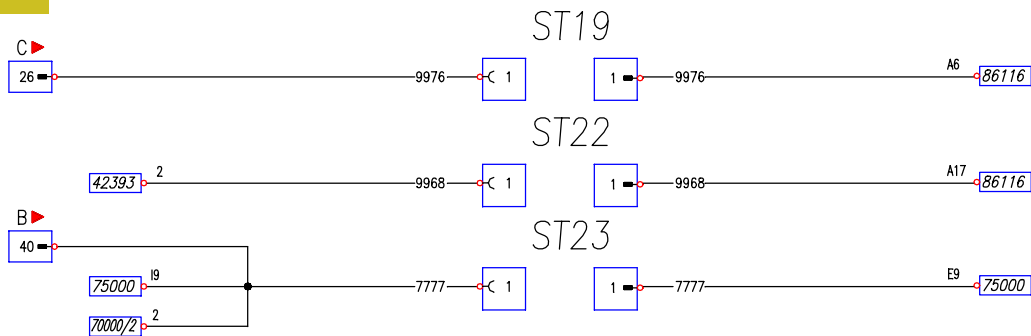 ST19
C
26 9976 1 1 9976 A6 86116
ST22
42393 2 9968 1 1 9968 A17 86116
B
ST23
40
75000 I9 7777 1 1 7777 E9 75000
70000/2 2